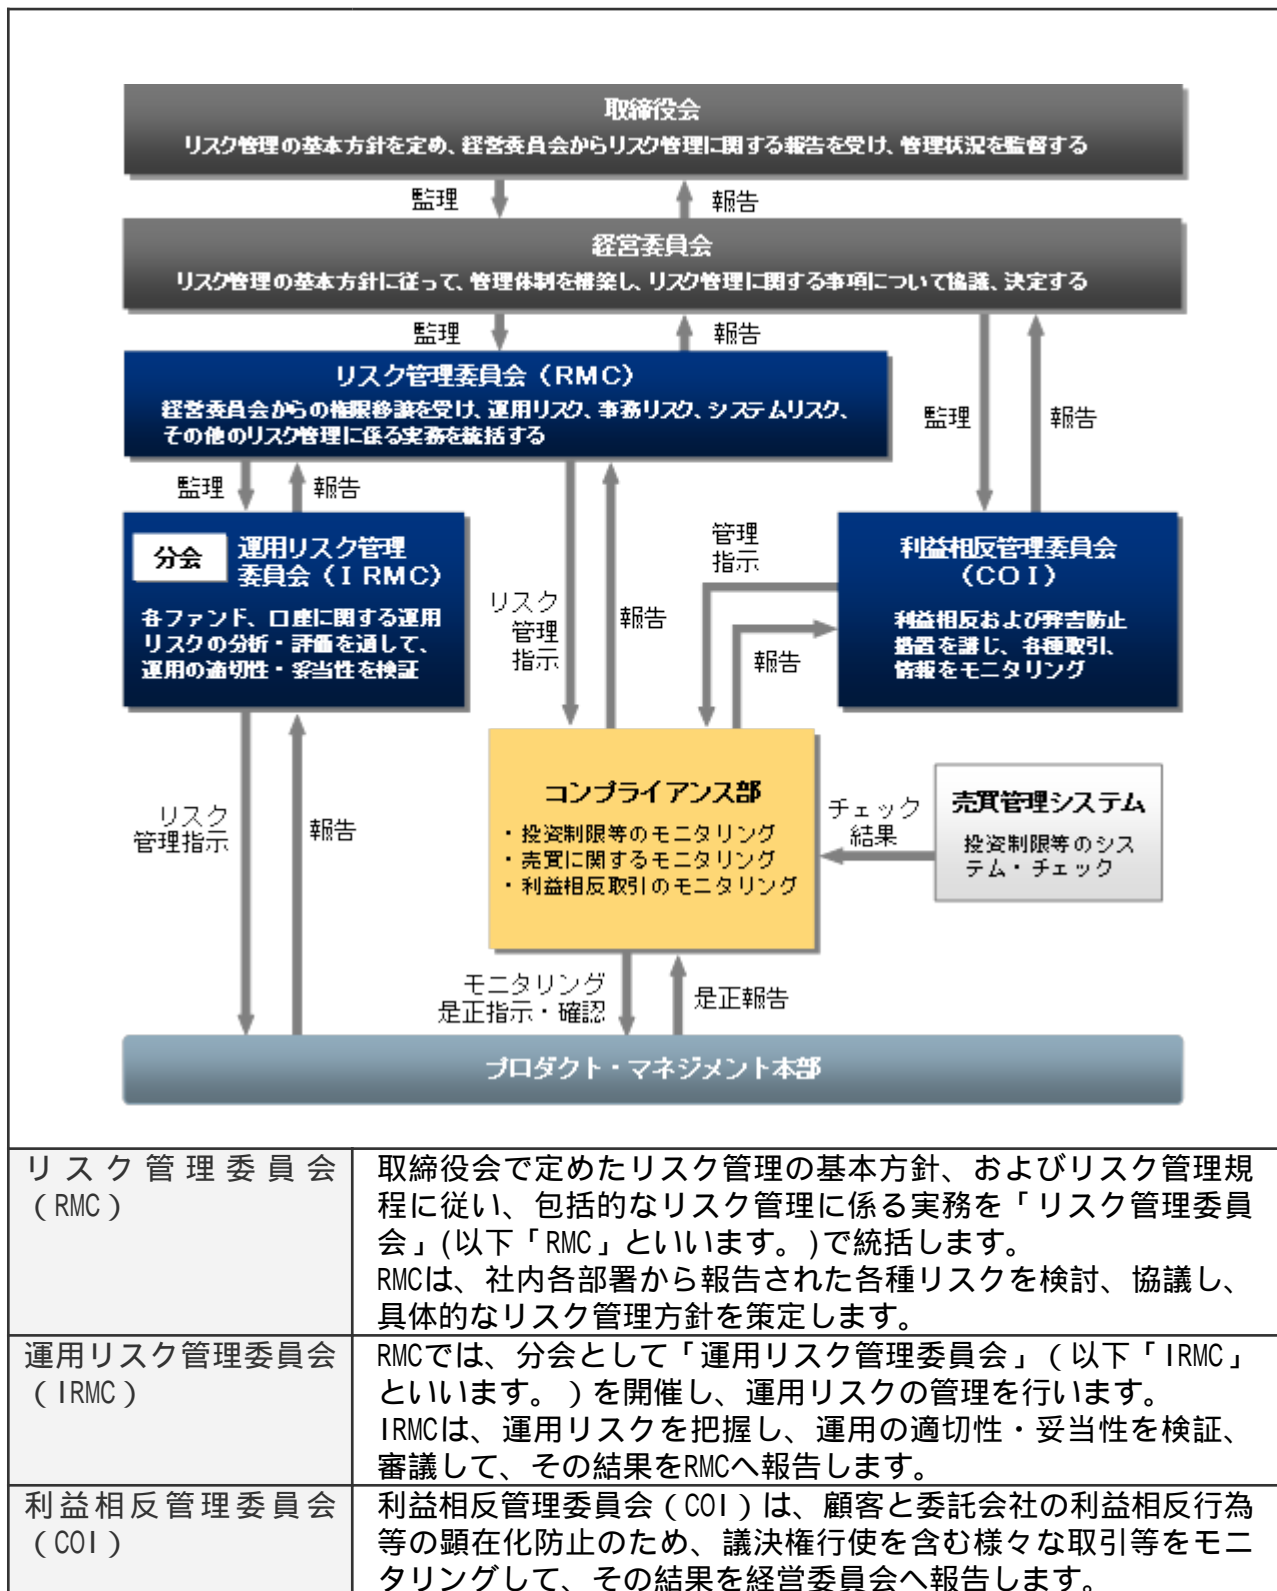 取締役会
リスク管理の基本方針を定め、経営委員会からリスク管理に関する報告を受け、管理状況を監督する
監理
報告
経営委員会
リスク管理の基本方針に従って、管理体制を構築し、リスク管理に関する事項について協議、決定する
監理
報告
リスク管理委員会（RMC）
経営委員会からの権限移譲を受け、運用リスク、事務リスク、システムリスク、
その他のリスク管理に係る実務を統括する
監理
報告
監理
報告
分会
運用リスク管理
委員会（IRMC）
各ファンド、口座に関する運用
リスクの分析・評価を通して、
運用の適切性・妥当性を検証
リスク
管理
指示
報告
管理
指示
報告
利益相反管理委員会
（COI）
利益相反および弊害防止
措置を講じ、各種取引、
情報をモニタリング
リスク
管理指示
報告
コンプライアンス部
・投資制限等のモニタリング
・売買に関するモニタリング
・利益相反取引のモニタリング
チェック
結果
売買管理システム
投資制限等のシス
テム・チェック
モニタリング
是正指示・確認
是正報告
プロダクト・マネジメント本部
リスク管理委員会
（RMC）
取締役会で定めたリスク管理の基本方針、およびリスク管理規
程に従い、包括的なリスク管理に係る実務を「リスク管理委員
会」(以下「RMC」といいます。)で統括します。
RMCは、社内各部署から報告された各種リスクを検討、協議し、
具体的なリスク管理方針を策定します。
運用リスク管理委員会
（IRMC）
RMCでは、分会として「運用リスク管理委員会」（以下「IRMC」
といいます。）を開催し、運用リスクの管理を行います。
IRMCは、運用リスクを把握し、運用の適切性・妥当性を検証、
審議して、その結果をRMCへ報告します。
利益相反管理委員会
（COI）
利益相反管理委員会（COI）は、顧客と委託会社の利益相反行為
等の顕在化防止のため、議決権行使を含む様々な取引等をモニ
タリングして、その結果を経営委員会へ報告します。